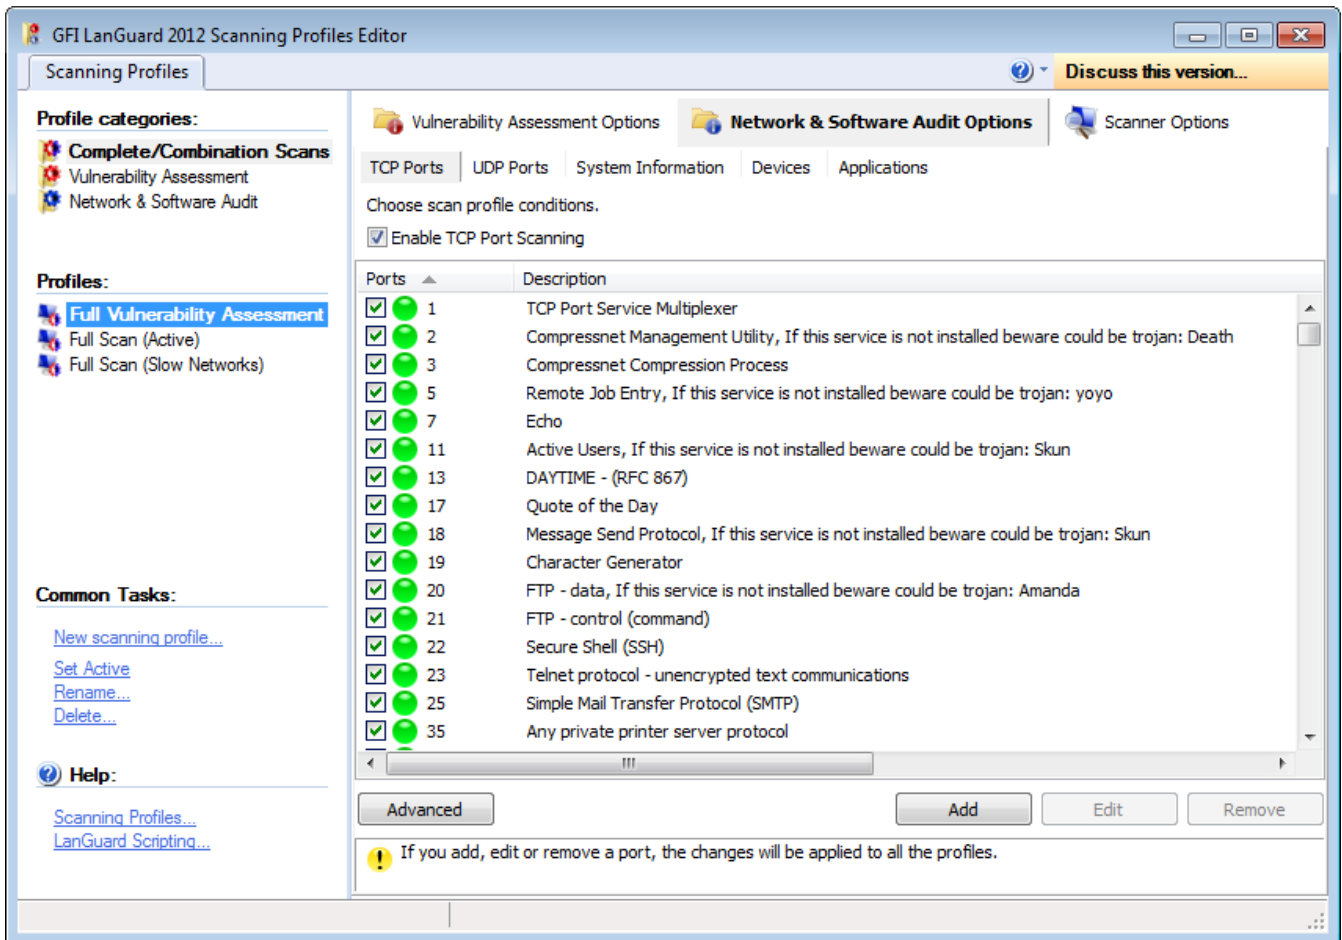 GFI LanGuard 2012 Scanning Profiles Editor
Scanning Profiles
Discuss this version...
Profile categories:
Complete/Combination Scans
Vulnerability Assessment
Network & Software Audit
Profiles:
Full Vulnerability Assessment
Full Scan (Active)
Full Scan (Slow Networks)
Common Tasks:
New scanning profile...
Set Active
Rename...
Delete...
Help:
Scanning Profiles...
LanGuard Scripting...
Vulnerability Assessment Options
Network & Software Audit Options
Scanner Options
TCP Ports
UDP Ports
System Information
Devices
Applications
Choose scan profile conditions.
Enable TCP Port Scanning
Ports Description
1 TCP Port Service Multiplexer
2 Compressnet Management Utility, If this service is not installed beware could be trojan: Death
3 Compressnet Compression Process
5 Remote Job Entry, If this service is not installed beware could be trojan: yoyo
7 Echo
11 Active Users, If this service is not installed beware could be trojan: Skun
13 DAYTIME - (RFC 867)
17 Quote of the Day
18 Message Send Protocol, If this service is not installed beware could be trojan: Skun
19 Character Generator
20 FTP - data, If this service is not installed beware could be trojan: Amanda
21 FTP - control (command)
22 Secure Shell (SSH)
23 Telnet protocol - unencrypted text communications
25 Simple Mail Transfer Protocol (SMTP)
35 Any private printer server protocol
Advanced
Add
Edit
Remove
If you add, edit or remove a port, the changes will be applied to all the profiles.